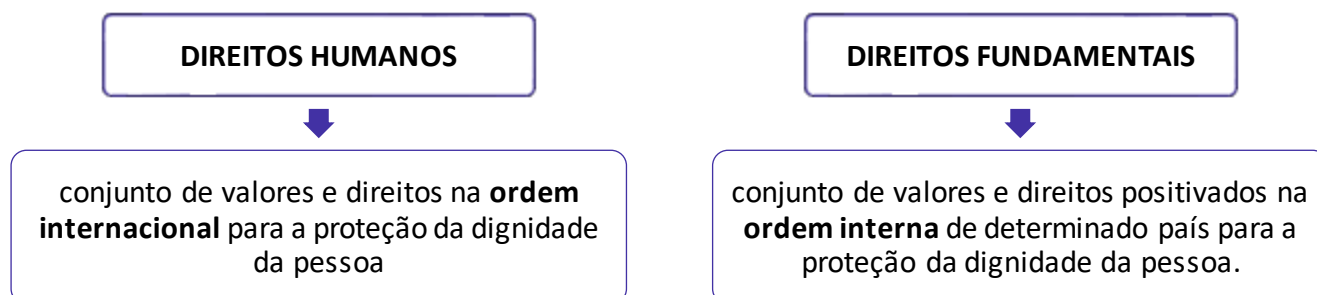 DIREITOS HUMANOS
conjunto de valores e direitos na ordem
internacional para a proteção da dignidade
da pessoa
DIREITOS FUNDAMENTAIS
conjunto de valores e direitos positivados na
ordem interna de determinado país para a
proteção da dignidade da pessoa.